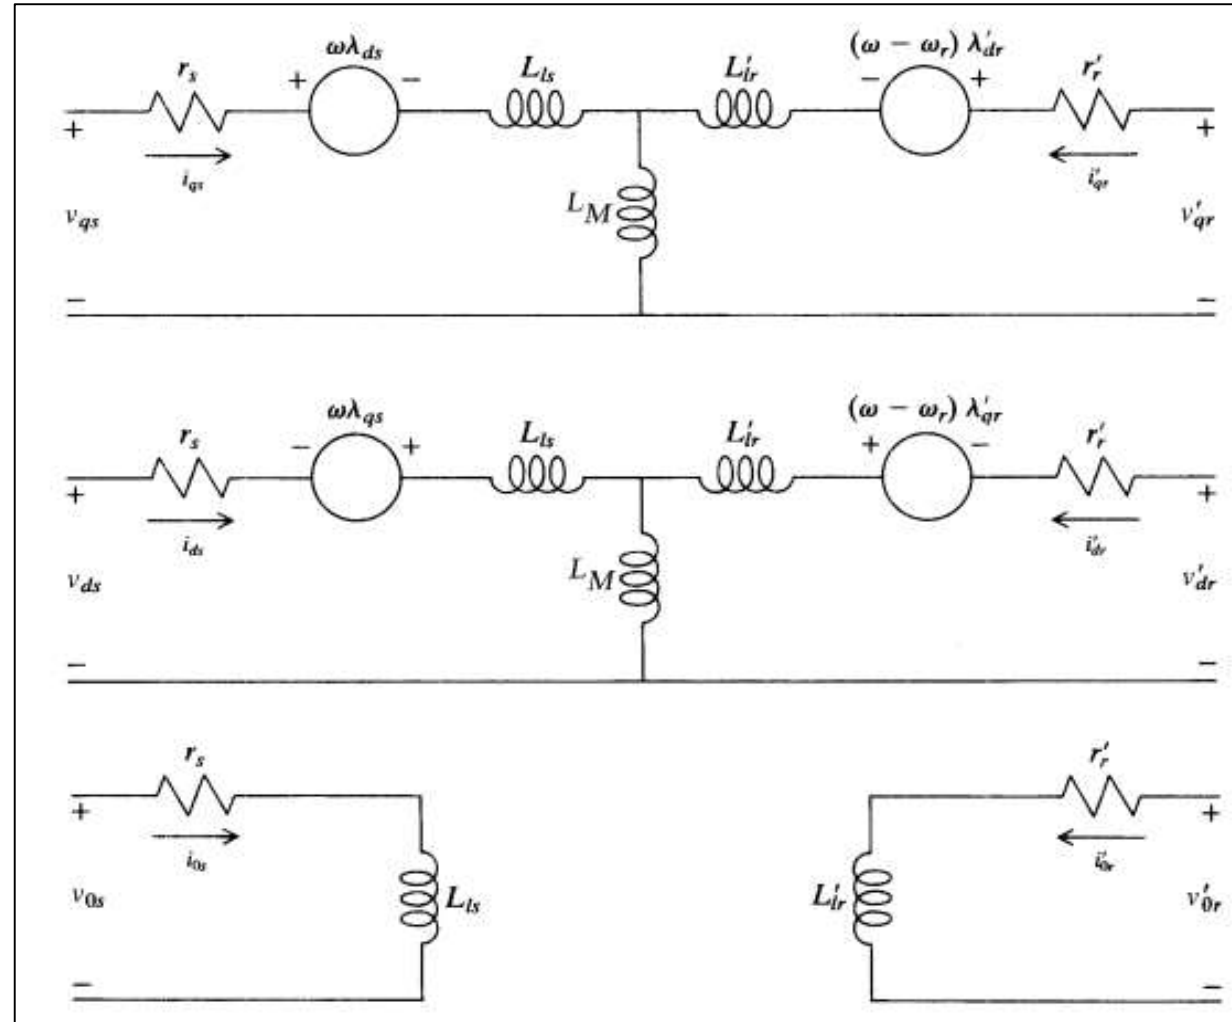 ωλds (ω − ωr) λ′dr
rs + − Lls L′lr − + r′r
+ iqs i′qr +
vqs LM v′qr
− −
ωλqs (ω − ωr) λ′qr
rs − + Lls L′lr + − r′r
+ ids i′dr +
vds LM v′dr
− −
rs r′r
+ i0s i′0r +
v0s Lls L′lr v′0r
− −